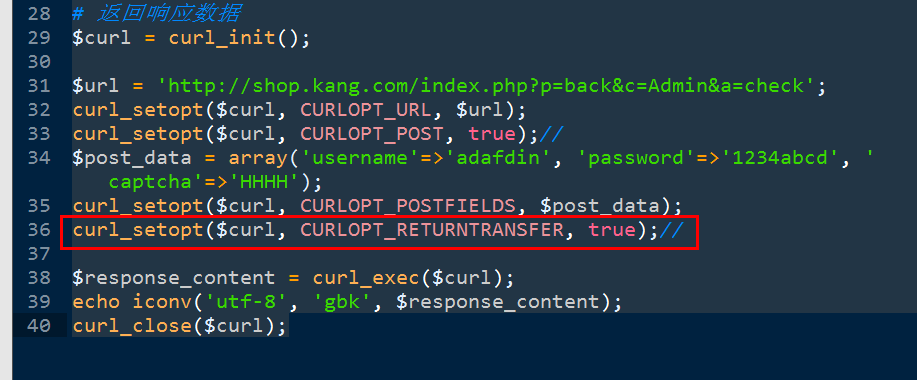 28 # 返回响应数据
29 $curl = curl_init();
30
31 $url = 'http://shop.kang.com/index.php?p=back&c=Admin&a=check';
32 curl_setopt($curl, CURLOPT_URL, $url);
33 curl_setopt($curl, CURLOPT_POST, true);//
34 $post_data = array('username'=>'adafdin', 'password'=>'1234abcd', '
captcha'=>'HHHH');
35 curl_setopt($curl, CURLOPT_POSTFIELDS, $post_data);
36 curl_setopt($curl, CURLOPT_RETURNTRANSFER, true);//
37
38 $response_content = curl_exec($curl);
39 echo iconv('utf-8', 'gbk', $response_content);
40 curl_close($curl);